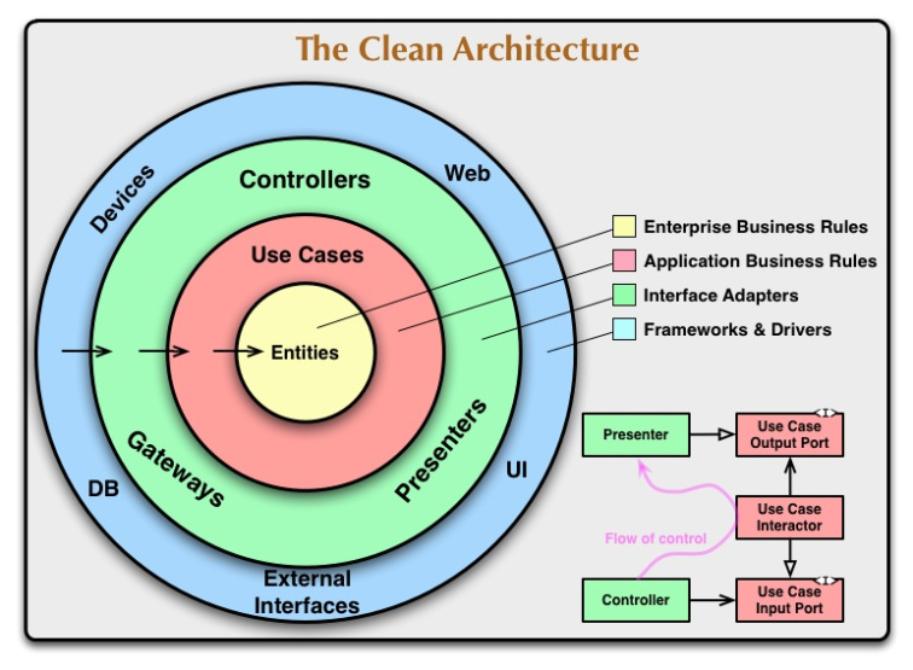 The Clean Architecture
Devices
Web
Controllers
Use Cases
Entities
Gateways
Presenters
DB
UI
External
Interfaces
Enterprise Business Rules
Application Business Rules
Interface Adapters
Frameworks & Drivers
Presenter
<I>
Use Case
Output Port
Flow of control
Use Case
Interactor
Controller
<I>
Use Case
Input Port